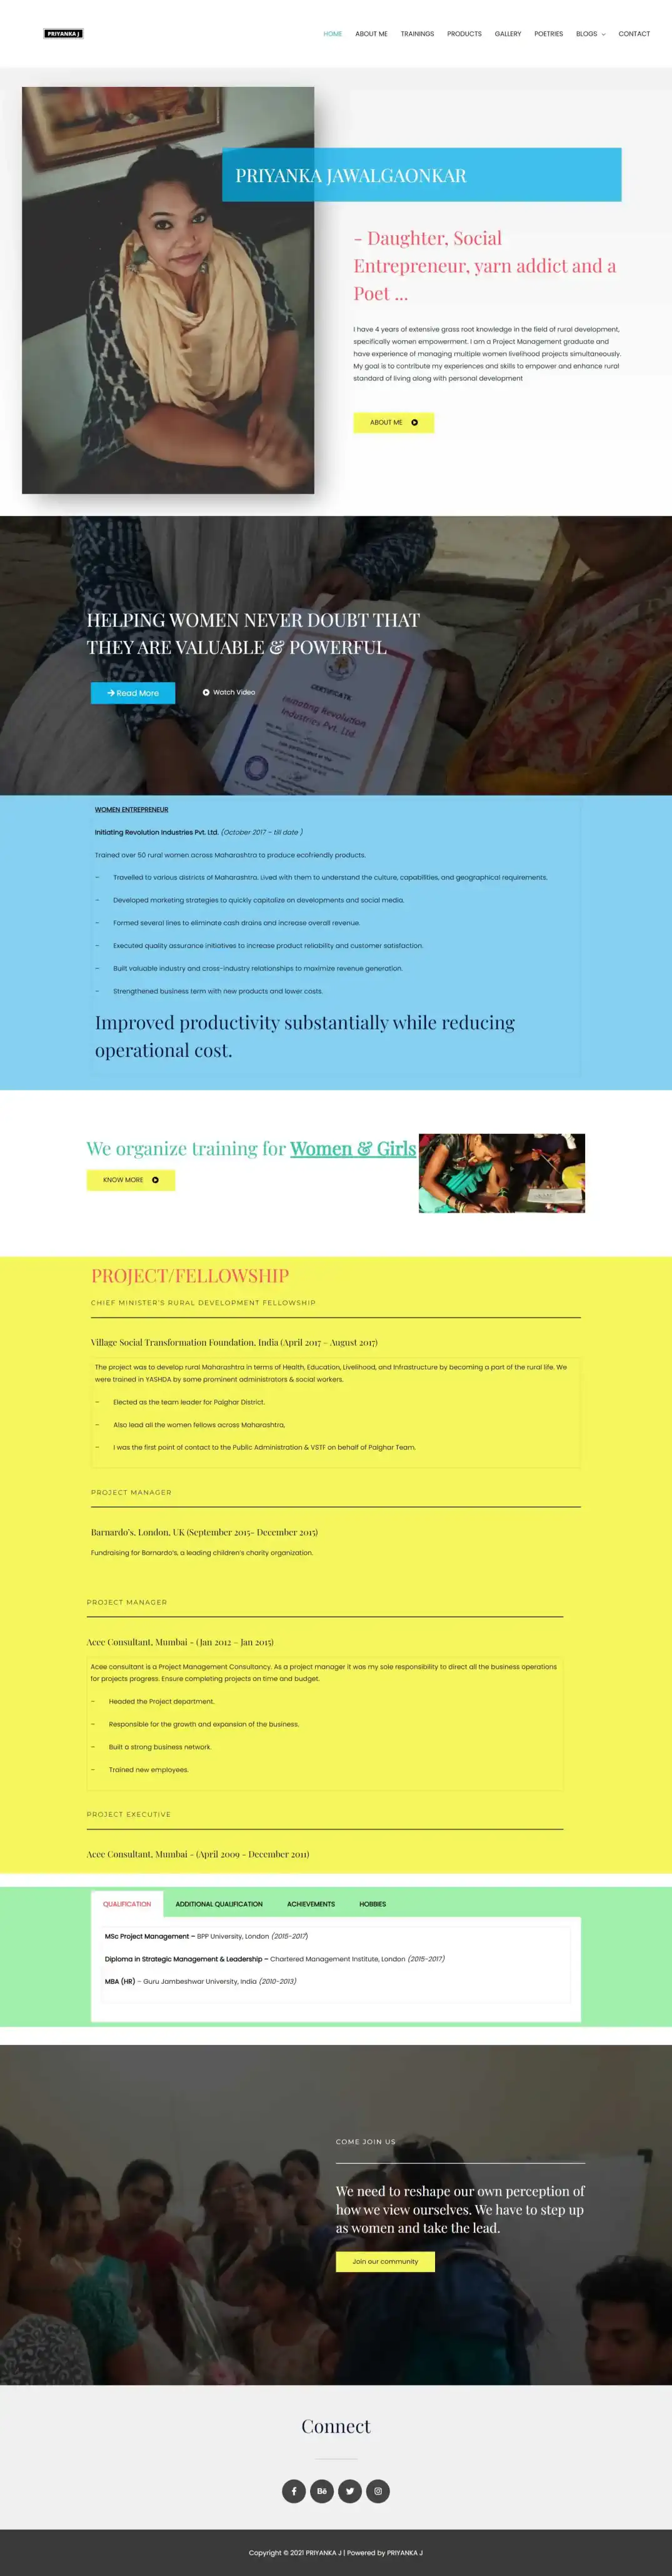 PRIYANKA J
HOME ABOUT ME TRAININGS PRODUCTS GALLERY POETRIES BLOGS CONTACT
PRIYANKA JAWALGAONKAR
- Daughter, Social
Entrepreneur, yarn addict and a
Poet ...
I have 4 years of extensive grass root knowledge in the field of rural development,
specifically women empowerment. I am a Project Management graduate and
have experience of managing multiple women livelihood projects simultaneously.
My goal is to contribute my experiences and skills to empower and enhance rural
standard of living along with personal development
ABOUT ME
HELPING WOMEN NEVER DOUBT THAT
THEY ARE VALUABLE & POWERFUL
Read More Watch Video
CERTIFICATE
Initiating Revolution
Industries Pvt. Ltd.
WOMEN ENTREPRENEUR
Initiating Revolution Industries Pvt. Ltd. (October 2017 – till date )
Trained over 50 rural women across Maharashtra to produce ecofriendly products.
– Travelled to various districts of Maharashtra. Lived with them to understand the culture, capabilities, and geographical requirements.
– Developed marketing strategies to quickly capitalize on developments and social media.
– Formed several lines to eliminate cash drains and increase overall revenue.
– Executed quality assurance initiatives to increase product reliability and customer satisfaction.
– Built valuable industry and cross-industry relationships to maximize revenue generation.
– Strengthened business term with new products and lower costs.
Improved productivity substantially while reducing
operational cost.
We organize training for Women & Girls
KNOW MORE
PROJECT/FELLOWSHIP
CHIEF MINISTER'S RURAL DEVELOPMENT FELLOWSHIP
Village Social Transformation Foundation, India (April 2017 – August 2017)
The project was to develop rural Maharashtra in terms of Health, Education, Livelihood, and Infrastructure by becoming a part of the rural life. We
were trained in YASHDA by some prominent administrators & social workers.
– Elected as the team leader for Palghar District.
– Also lead all the women fellows across Maharashtra,
– I was the first point of contact to the Public Administration & VSTF on behalf of Palghar Team.
PROJECT MANAGER
Barnardo's, London, UK (September 2015- December 2015)
Fundraising for Barnardo's, a leading children's charity organization.
PROJECT MANAGER
Acee Consultant, Mumbai - (Jan 2012 – Jan 2015)
Acee consultant is a Project Management Consultancy. As a project manager it was my sole responsibility to direct all the business operations
for projects progress. Ensure completing projects on time and budget.
– Headed the Project department.
– Responsible for the growth and expansion of the business.
– Built a strong business network.
– Trained new employees.
PROJECT EXECUTIVE
Acee Consultant, Mumbai - (April 2009 - December 2011)
QUALIFICATION ADDITIONAL QUALIFICATION ACHIEVEMENTS HOBBIES
MSc Project Management – BPP University, London (2015-2017)
Diploma in Strategic Management & Leadership – Chartered Management Institute, London (2015-2017)
MBA (HR) – Guru Jambeshwar University, India (2010-2013)
COME JOIN US
We need to reshape our own perception of
how we view ourselves. We have to step up
as women and take the lead.
Join our community
Connect
Copyright © 2021 PRIYANKA J | Powered by PRIYANKA J